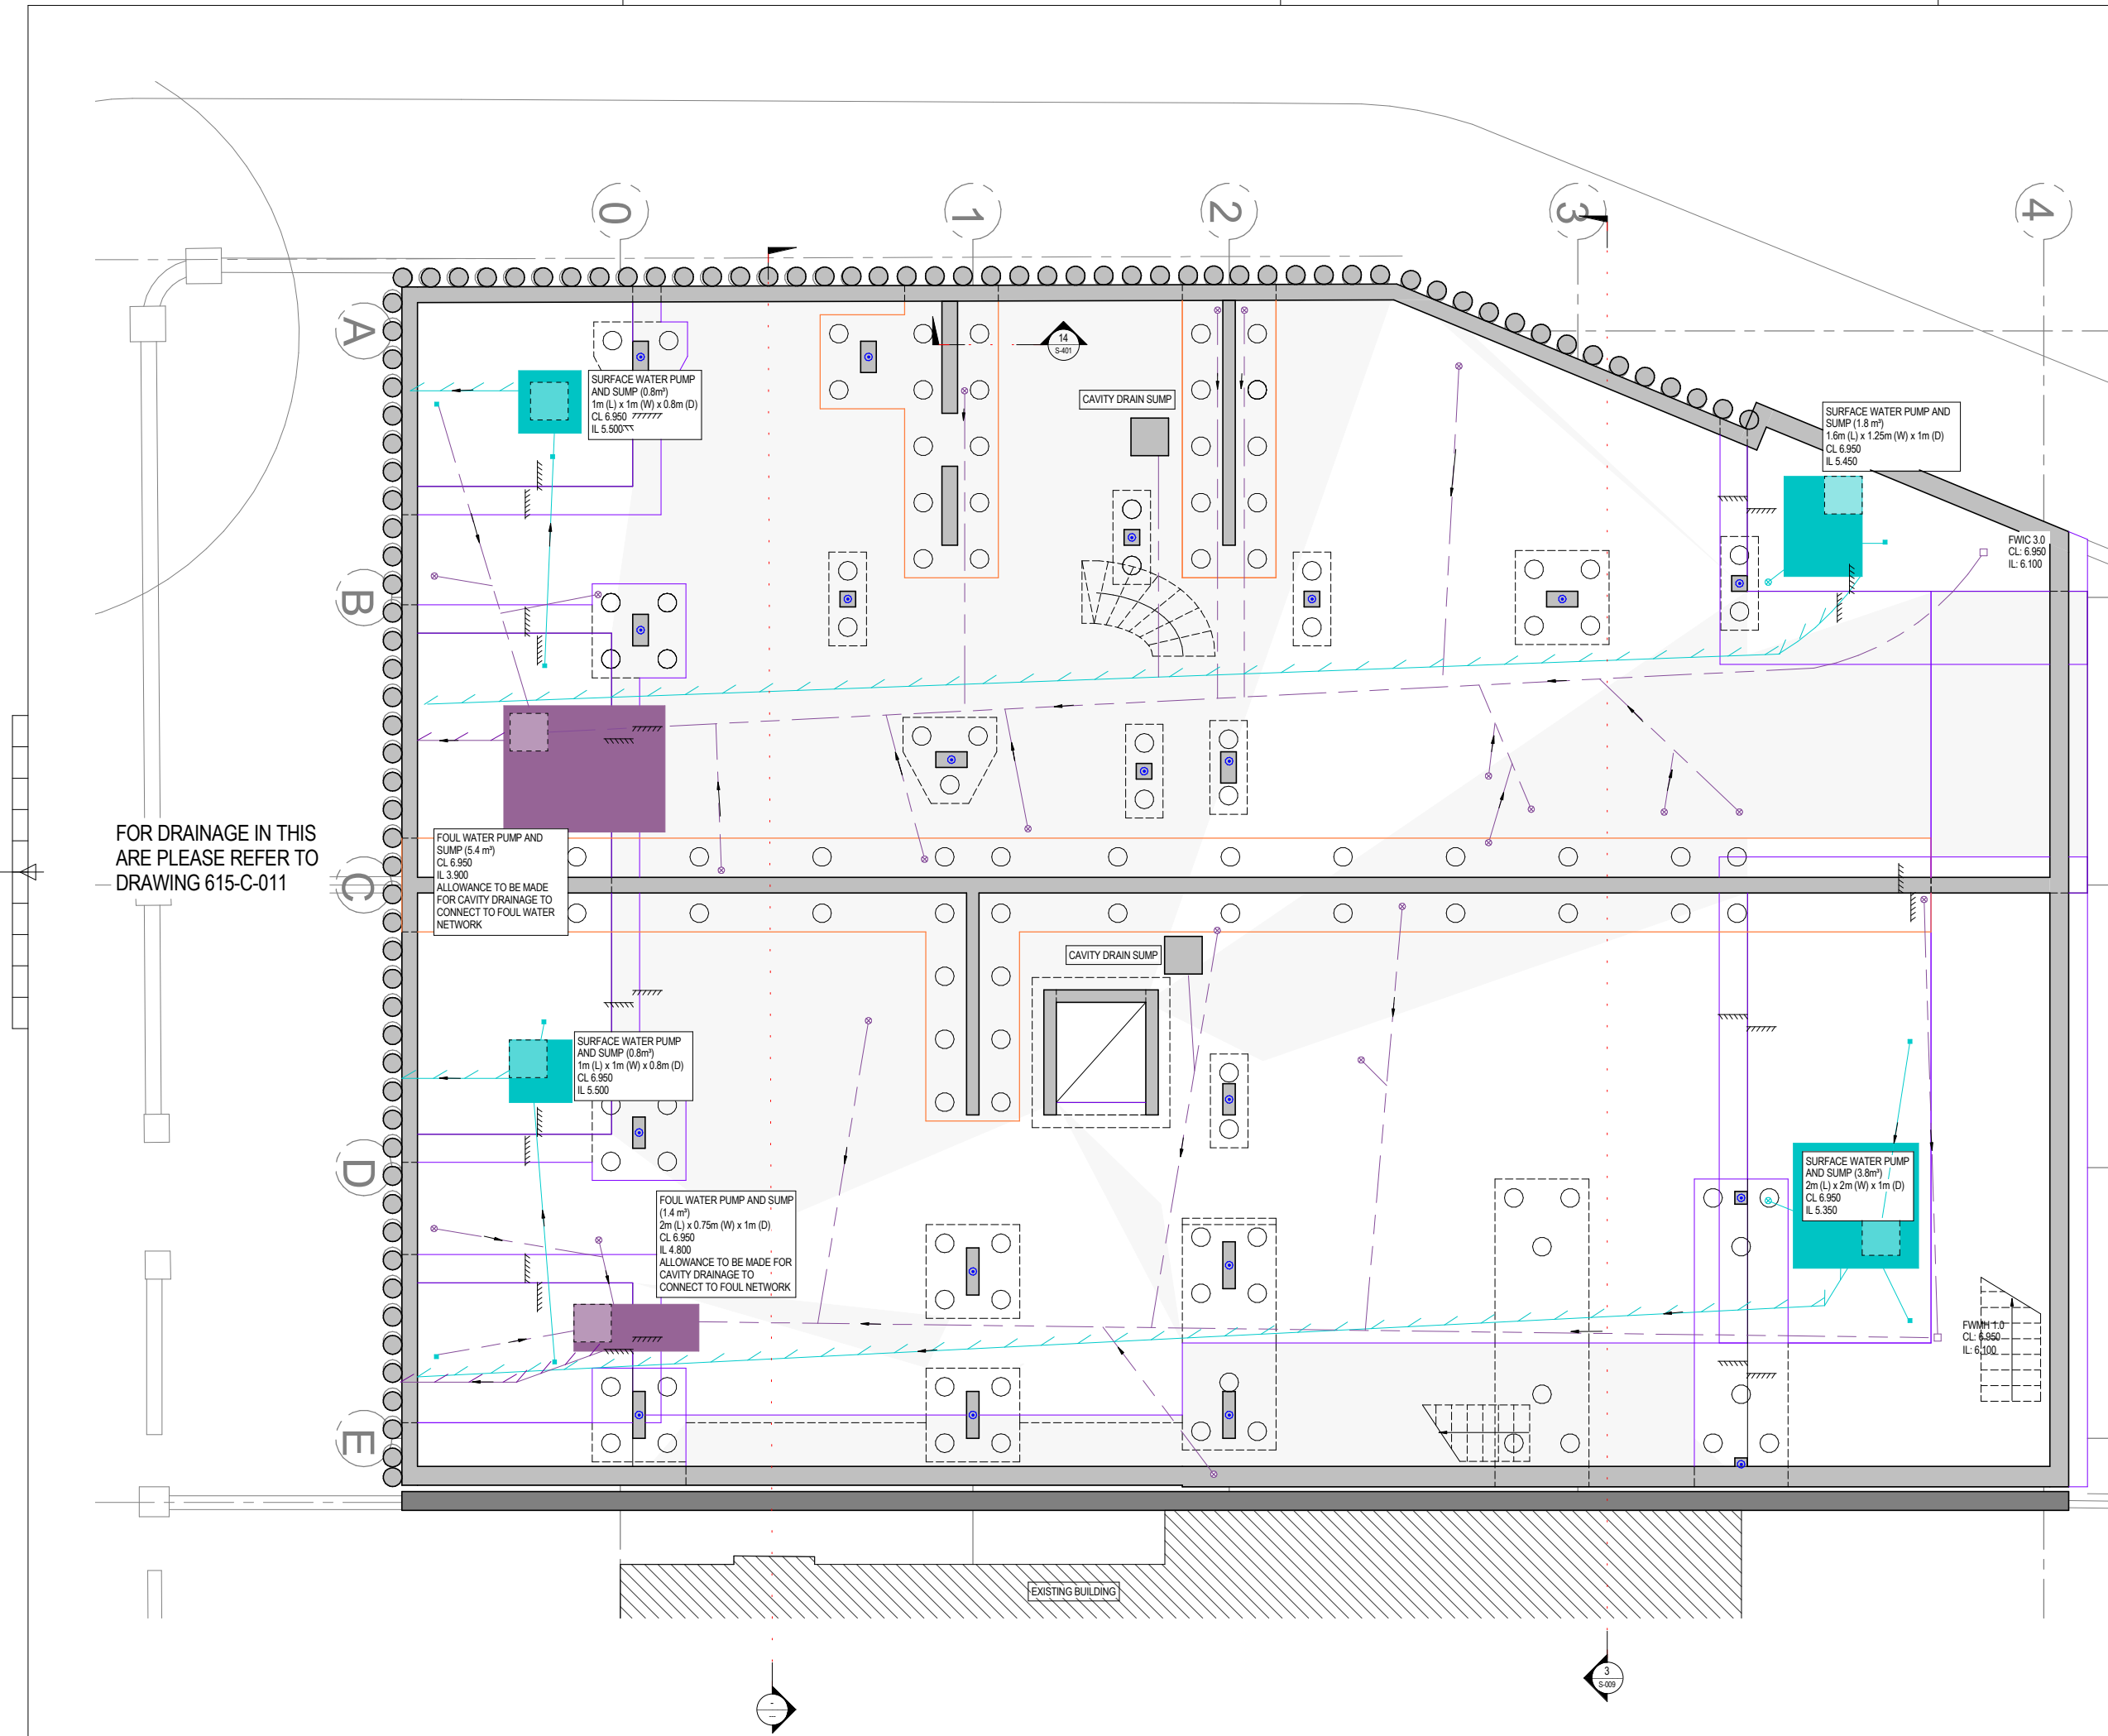 0
1
2
3
4
A
14
S-401
SURFACE WATER PUMP
AND SUMP (0.8m³)
1m (L) x 1m (W) x 0.8m (D)
CL 6.950
IL 5.500
CAVITY DRAIN SUMP
SURFACE WATER PUMP AND
SUMP (1.8 m³)
1.6m (L) x 1.25m (W) x 1m (D)
CL 6.950
IL 5.450
FWIC 3.0
CL: 6.950
IL: 6.100
B
FOR DRAINAGE IN THIS
ARE PLEASE REFER TO
DRAWING 615-C-011
FOUL WATER PUMP AND
SUMP (5.4 m³)
CL 6.950
IL 3.900
ALLOWANCE TO BE MADE
FOR CAVITY DRAINAGE TO
CONNECT TO FOUL WATER
NETWORK
C
CAVITY DRAIN SUMP
SURFACE WATER PUMP
AND SUMP (0.8m³)
1m (L) x 1m (W) x 0.8m (D)
CL 6.950
IL 5.500
D
FOUL WATER PUMP AND SUMP
(1.4 m³)
2m (L) x 0.75m (W) x 1m (D)
CL 6.950
IL 4.800
ALLOWANCE TO BE MADE FOR
CAVITY DRAINAGE TO
CONNECT TO FOUL NETWORK
SURFACE WATER PUMP
AND SUMP (3.8m³)
2m (L) x 2m (W) x 1m (D)
CL 6.950
IL 5.350
FWMH 1.0
CL: 6.950
IL: 6.100
E
EXISTING BUILDING
3
S-009
-
--